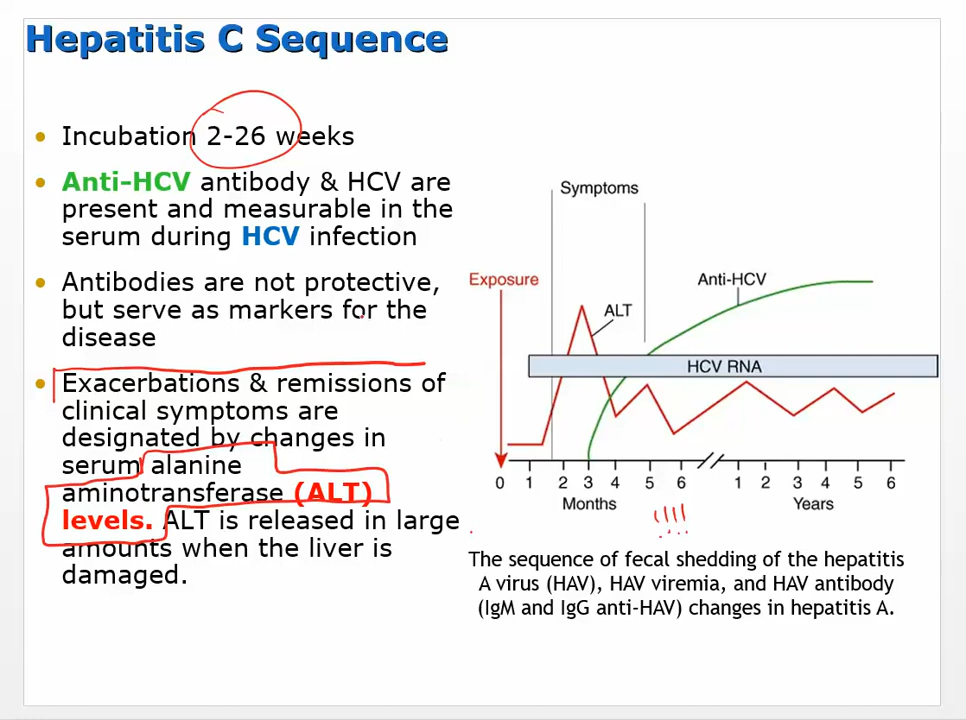 Hepatitis C Sequence
• Incubation 2-26 weeks
• Anti-HCV antibody & HCV are
present and measurable in the
serum during HCV infection
• Antibodies are not protective,
but serve as markers for the
disease
• Exacerbations & remissions of
clinical symptoms are
designated by changes in
serum alanine
aminotransferase (ALT)
levels. ALT is released in large
amounts when the liver is
damaged.
Symptoms
Exposure
Anti-HCV
ALT
HCV RNA
0 1 2 3 4 5 6 1 2 3 4 5 6
Months Years
!!!!
The sequence of fecal shedding of the hepatitis
A virus (HAV), HAV viremia, and HAV antibody
(IgM and IgG anti-HAV) changes in hepatitis A.